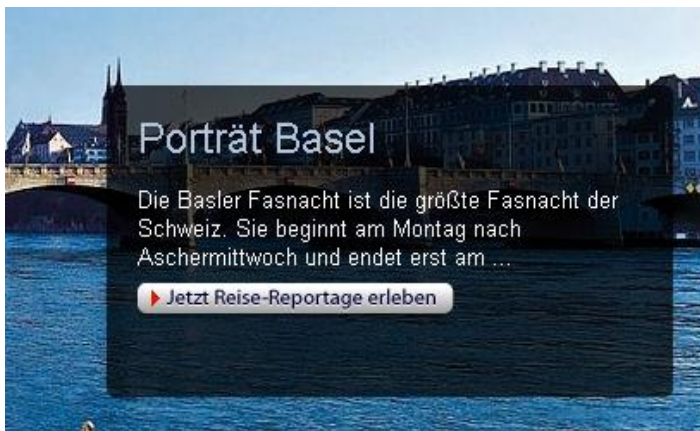 Porträt Basel
Die Basler Fasnacht ist die größte Fasnacht der
Schweiz. Sie beginnt am Montag nach
Aschermittwoch und endet erst am ...
Jetzt Reise-Reportage erleben